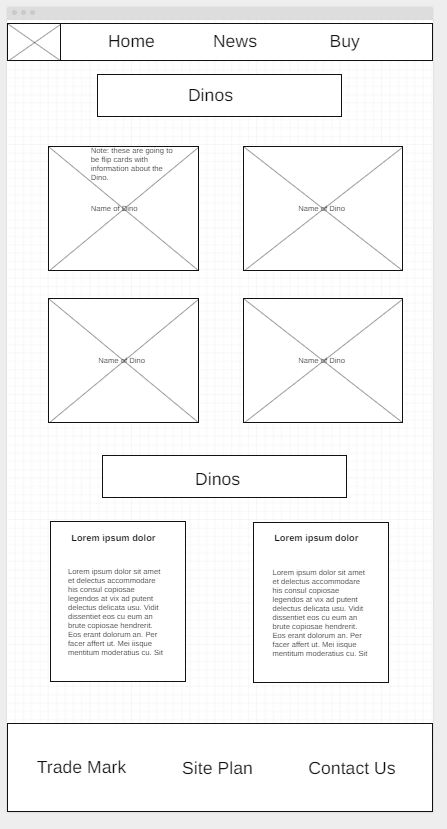 Home News Buy
Dinos
Note: these are going to
be flip cards with
information about the
Dino.
Name of Dino
Name of Dino
Name of Dino
Name of Dino
Dinos
Lorem ipsum dolor
Lorem ipsum dolor sit amet
et delectus accommodare
his consul copiosae
legendos at vix ad putent
delectus delicata usu. Vidit
dissentiet eos cu eum an
brute copiosae hendrerit.
Eos erant dolorum an. Per
facer affert ut. Mei iisque
mentitum moderatius cu. Sit
Lorem ipsum dolor
Lorem ipsum dolor sit amet
et delectus accommodare
his consul copiosae
legendos at vix ad putent
delectus delicata usu. Vidit
dissentiet eos cu eum an
brute copiosae hendrerit.
Eos erant dolorum an. Per
facer affert ut. Mei iisque
mentitum moderatius cu. Sit
Trade Mark Site Plan Contact Us